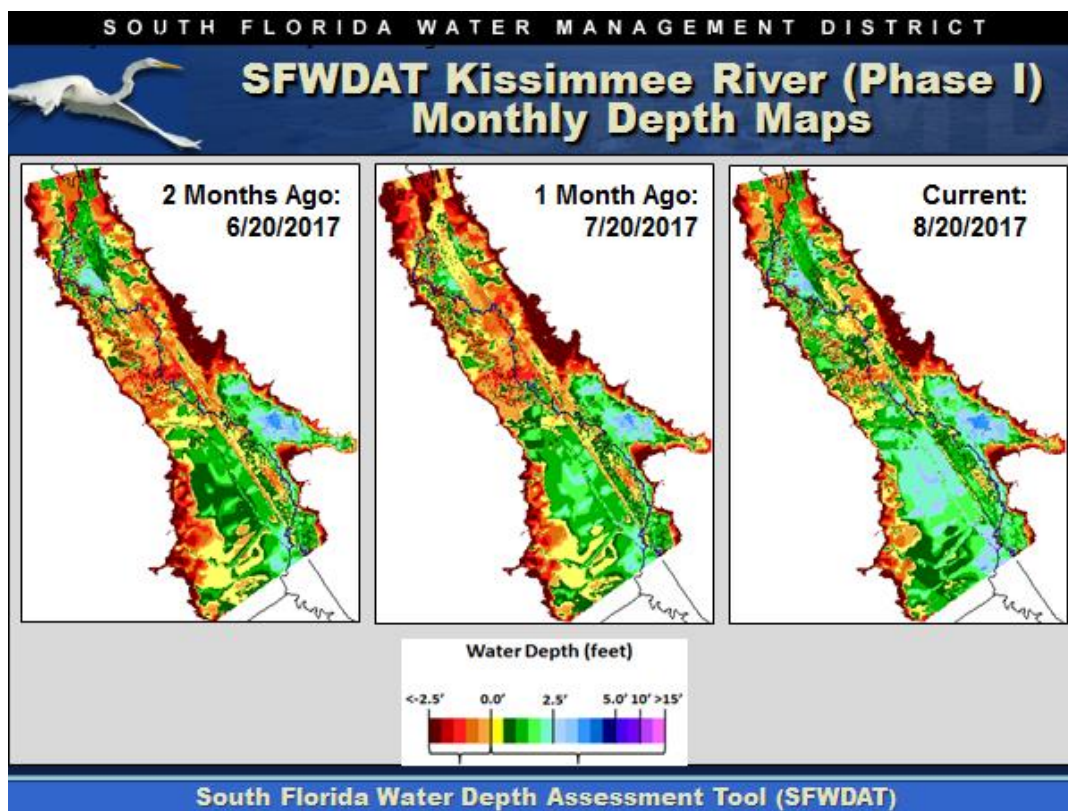 SOUTH FLORIDA WATER MANAGEMENT DISTRICT
SFWDAT Kissimmee River (Phase I)
Monthly Depth Maps
2 Months Ago:
6/20/2017
1 Month Ago:
7/20/2017
Current:
8/20/2017
Water Depth (feet)
<-2.5' 0.0' 2.5' 5.0' 10' >15'
South Florida Water Depth Assessment Tool (SFWDAT)